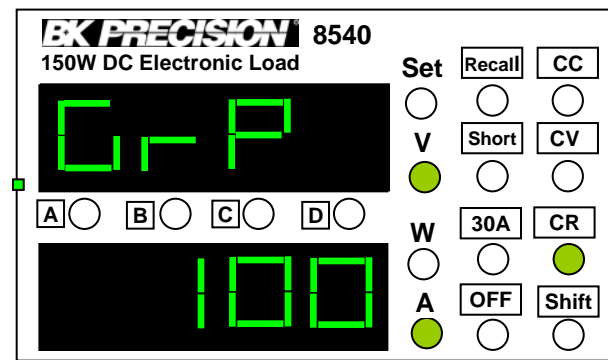 BK PRECISION® 8540
150W DC Electronic Load
Set Recall CC
GrP
V Short CV
A B C D
W 30A CR
100
A OFF Shift